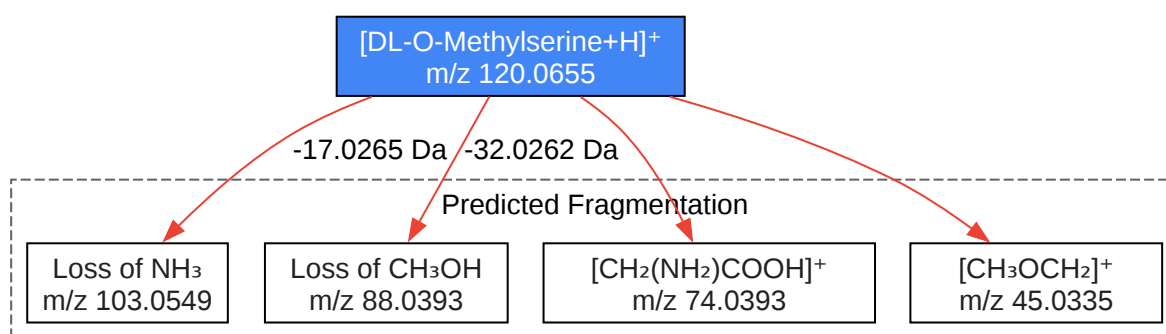 [DL-O-Methylserine+H]⁺
m/z 120.0655
-17.0265 Da
-32.0262 Da
Predicted Fragmentation
Loss of NH₃
m/z 103.0549
Loss of CH₃OH
m/z 88.0393
[CH₂(NH₂)COOH]⁺
m/z 74.0393
[CH₃OCH₂]⁺
m/z 45.0335